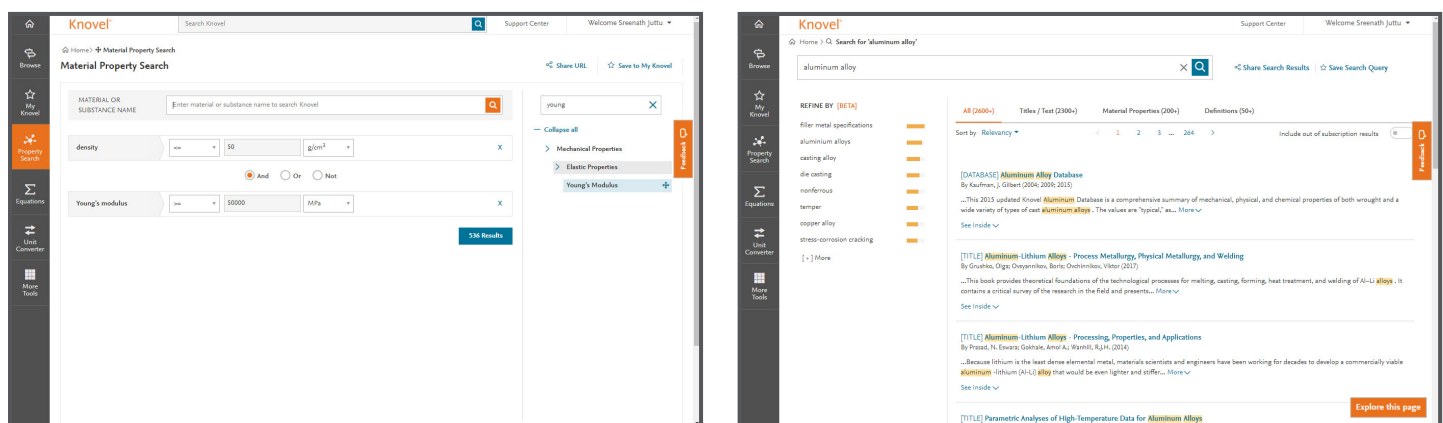 Knovel
Search Knovel
Support Center
Welcome Sreenath Juttu
Home > Material Property Search
Material Property Search
Share URL
Save to My Knovel
Browse
My Knovel
Property Search
Equations
Unit Converter
More Tools
MATERIAL OR SUBSTANCE NAME
Enter material or substance name to search Knovel
density
<=
50
g/cm³
X
And
Or
Not
Young's modulus
>=
50000
MPa
X
536 Results
young
Collapse all
Mechanical Properties
Elastic Properties
Young's Modulus
Feedback
Knovel
Support Center
Welcome Sreenath Juttu
Home > Search for 'aluminum alloy'
aluminum alloy
Share Search Results
Save Search Query
Browse
My Knovel
Property Search
Equations
Unit Converter
More Tools
REFINE BY [BETA]
filler metal specifications
aluminium alloys
casting alloy
die casting
nonferrous
temper
copper alloy
stress-corrosion cracking
[+] More
All (2600+)
Titles / Text (2300+)
Material Properties (200+)
Definitions (50+)
Sort by Relevancy
< 1 2 3 ... 264 >
Include out of subscription results
[DATABASE] Aluminum Alloy Database
By Kaufman, J. Gilbert (2004; 2009; 2015)
...This 2015 updated Knovel Aluminum Database is a comprehensive summary of mechanical, physical, and chemical properties of both wrought and a
wide variety of types of cast aluminum alloys . The values are "typical," as... More
See Inside
[TITLE] Aluminum-Lithium Alloys - Process Metallurgy, Physical Metallurgy, and Welding
By Grushko, Olga; Ovsyannikov, Boris; Ovchinnikov, Viktor (2017)
...This book provides theoretical foundations of the technological processes for melting, casting, forming, heat treatment, and welding of Al–Li alloys . It
contains a critical survey of the research in the field and presents... More
See Inside
[TITLE] Aluminum-Lithium Alloys - Processing, Properties, and Applications
By Prasad, N. Eswara; Gokhale, Amol A.; Wanhill, R.J.H. (2014)
...Because lithium is the least dense elemental metal, materials scientists and engineers have been working for decades to develop a commercially viable
aluminum -lithium (Al-Li) alloy that would be even lighter and stiffer... More
See Inside
[TITLE] Parametric Analyses of High-Temperature Data for Aluminum Alloys
Feedback
Explore this page